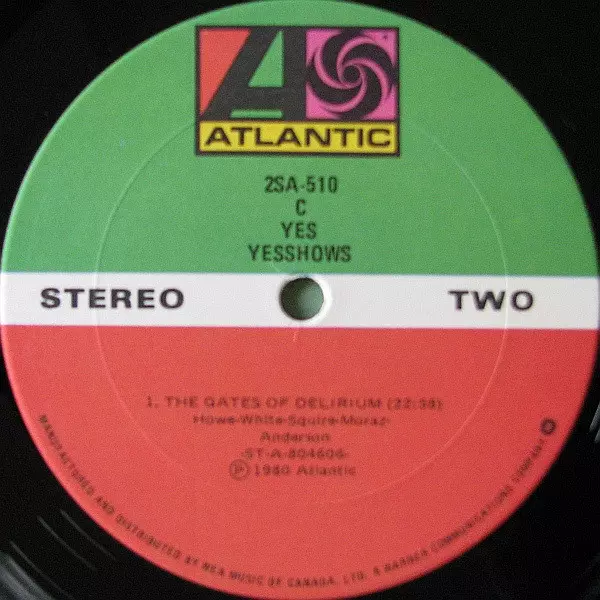 ATLANTIC
2SA-510
C
YES
YESSHOWS
STEREO TWO
1. THE GATES OF DELIRIUM (22:38)
Howe-White-Squire-Moraz-
Anderson
-ST-A-804606-
Ⓟ 1980 Atlantic
MANUFACTURED AND DISTRIBUTED BY WEA MUSIC OF CANADA, LTD. A WARNER COMMUNICATIONS COMPANY